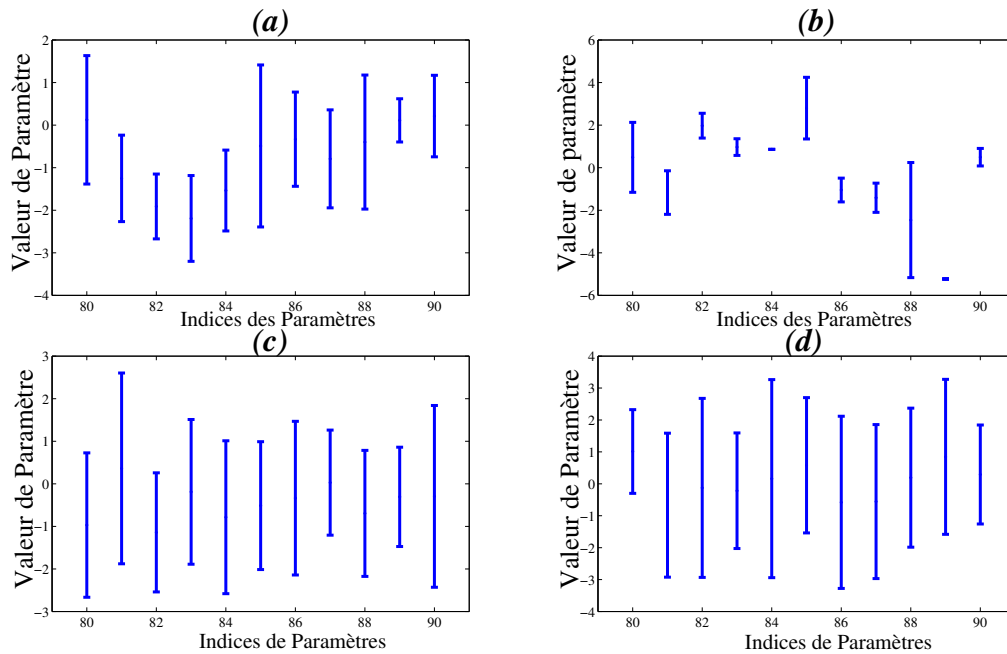 (a)
Valeur de Paramètre
2
1
0
−1
−2
−3
−4
80 82 84 86 88 90
Indices des Paramètres
(b)
Valeur de paramètre
6
4
2
0
−2
−4
−6
80 82 84 86 88 90
Indices des Paramètres
(c)
Valeur de Paramètre
3
2
1
0
−1
−2
−3
80 82 84 86 88 90
Indices de Paramètres
(d)
Valeur de Paramètre
4
3
2
1
0
−1
−2
−3
−4
80 82 84 86 88 90
Indices de Paramètres